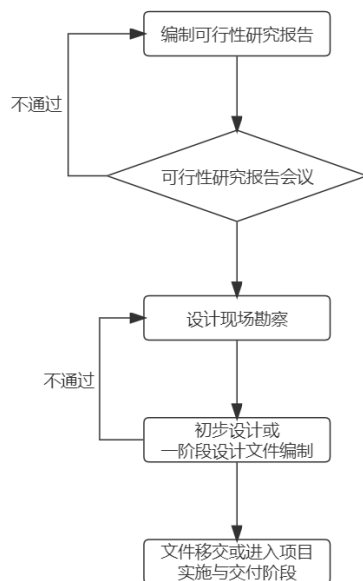 编制可行性研究报告
不通过
可行性研究报告会议
设计现场勘察
不通过
初步设计或
一阶段设计文件编制
文件移交或进入项目
实施与交付阶段